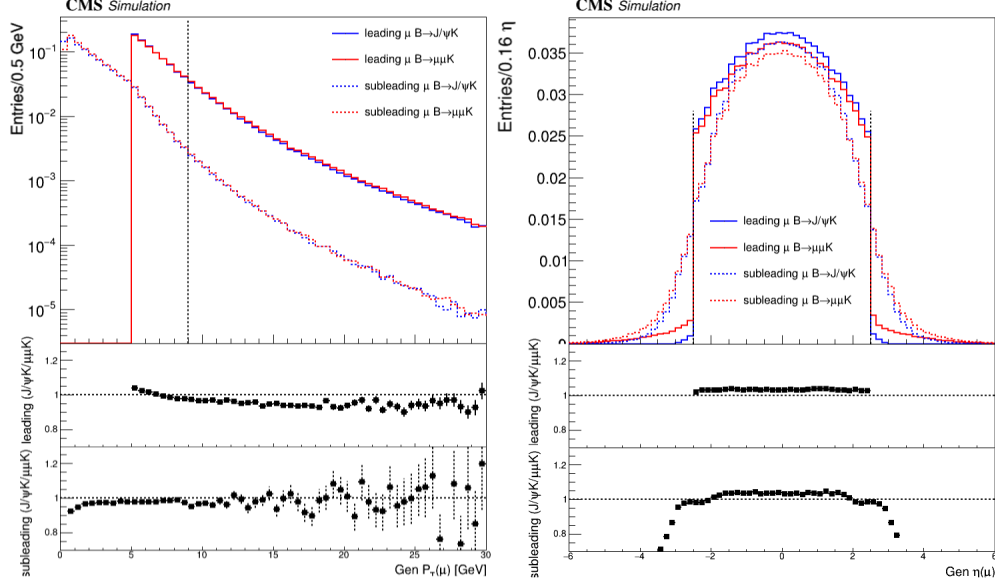 CMS Simulation
Entries/0.5 GeV
10⁻¹
10⁻²
10⁻³
10⁻⁴
10⁻⁵
leading μ B→J/ψK
leading μ B→μμK
subleading μ B→J/ψK
subleading μ B→μμK
leading (J/ψK/μμK)
1.2
1
0.8
subleading (J/ψK/μμK)
1.2
1
0.8
0 5 10 15 20 25 30
Gen P_T(μ) [GeV]
CMS Simulation
Entries/0.16 η
0.035
0.03
0.025
0.02
0.015
0.01
0.005
0
leading μ B→J/ψK
leading μ B→μμK
subleading μ B→J/ψK
subleading μ B→μμK
leading (J/ψK/μμK)
1.2
1
0.8
subleading (J/ψK/μμK)
1.2
1
0.8
−6 −4 −2 0 2 4 6
Gen η(μ)